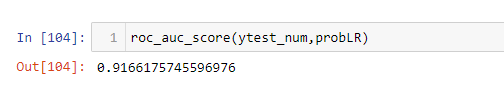 In [104]: 1 roc_auc_score(ytest_num,probLR)
Out[104]: 0.9166175745596976